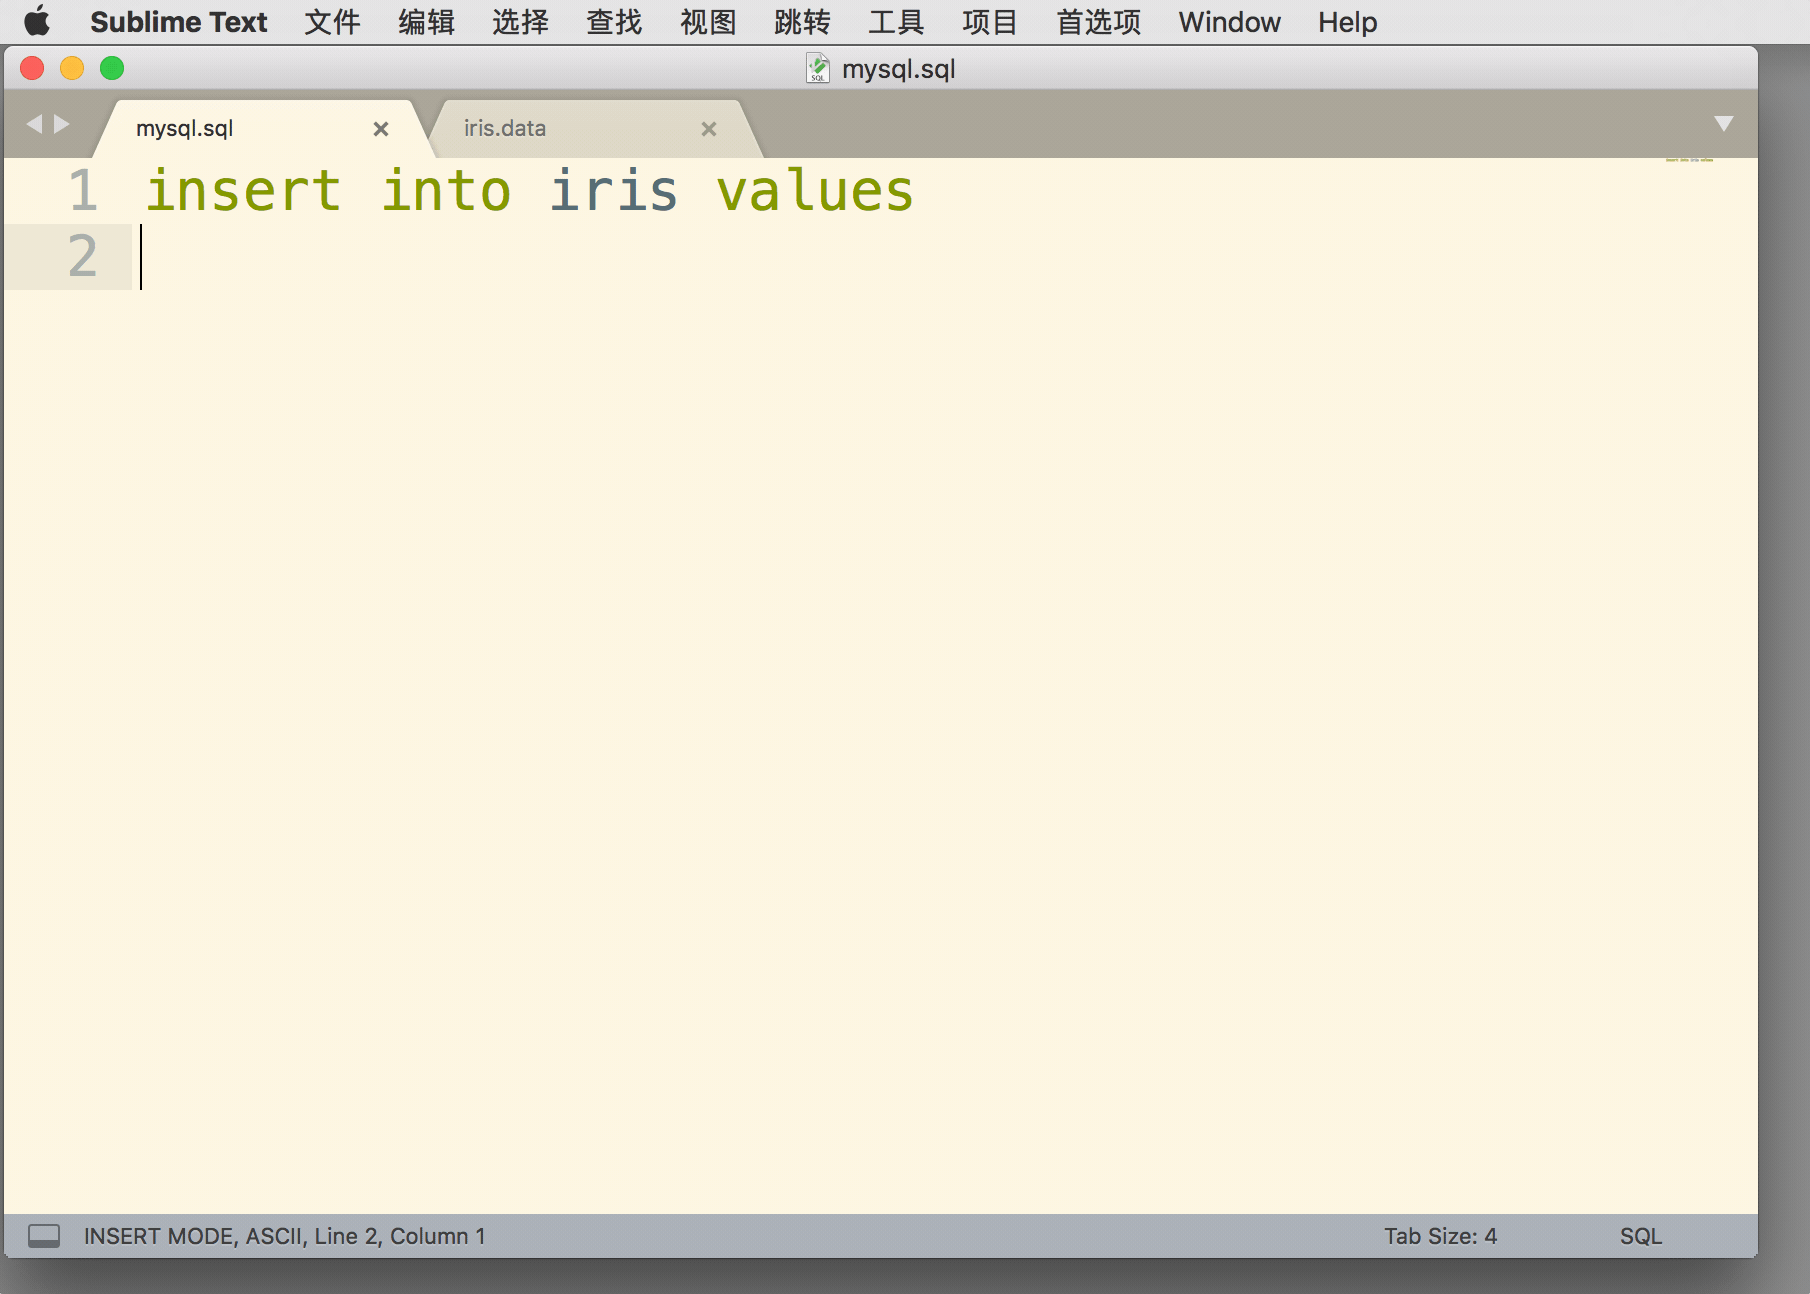 Sublime Text 文件 编辑 选择 查找 视图 跳转 工具 项目 首选项 Window Help
mysql.sql
mysql.sql × iris.data ×
1 insert into iris values
2
INSERT MODE, ASCII, Line 2, Column 1 Tab Size: 4 SQL